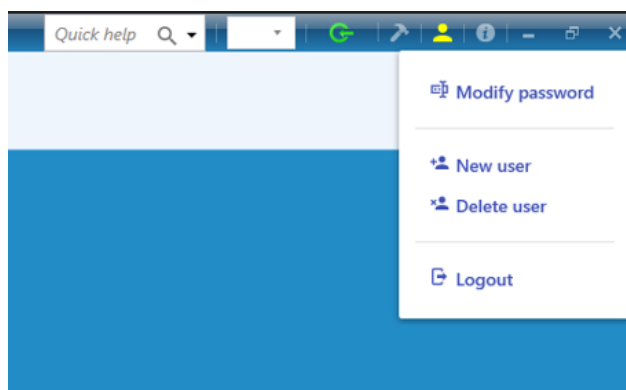 Quick help
Modify password
New user
Delete user
Logout